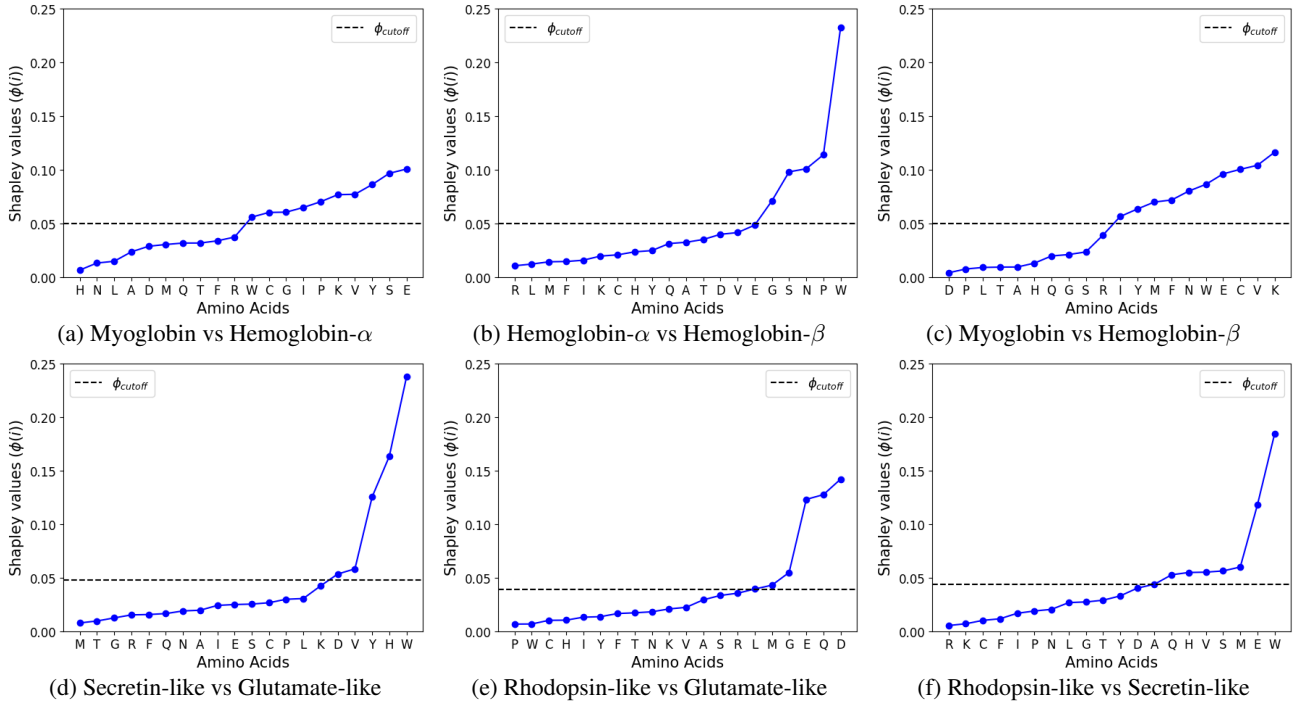 0.25
0.20
0.15
0.10
0.05
0.00
Shapley values (ϕ(i))
ϕcutoff
H N L A D M Q T F R W C G I P K V Y S E
Amino Acids
(a) Myoglobin vs Hemoglobin-α
0.25
0.20
0.15
0.10
0.05
0.00
Shapley values (ϕ(i))
ϕcutoff
R L M F I K C H Y Q A T D V E G S N P W
Amino Acids
(b) Hemoglobin-α vs Hemoglobin-β
0.25
0.20
0.15
0.10
0.05
0.00
Shapley values (ϕ(i))
ϕcutoff
D P L T A H Q G S R I Y M F N W E C V K
Amino Acids
(c) Myoglobin vs Hemoglobin-β
0.25
0.20
0.15
0.10
0.05
0.00
Shapley values (ϕ(i))
ϕcutoff
M T G R F Q N A I E S C P L K D V Y H W
Amino Acids
(d) Secretin-like vs Glutamate-like
0.25
0.20
0.15
0.10
0.05
0.00
Shapley values (ϕ(i))
ϕcutoff
P W C H I Y F T N K V A S R L M G E Q D
Amino Acids
(e) Rhodopsin-like vs Glutamate-like
0.25
0.20
0.15
0.10
0.05
0.00
Shapley values (ϕ(i))
ϕcutoff
R K C F I P N L G T Y D A Q H V S M E W
Amino Acids
(f) Rhodopsin-like vs Secretin-like